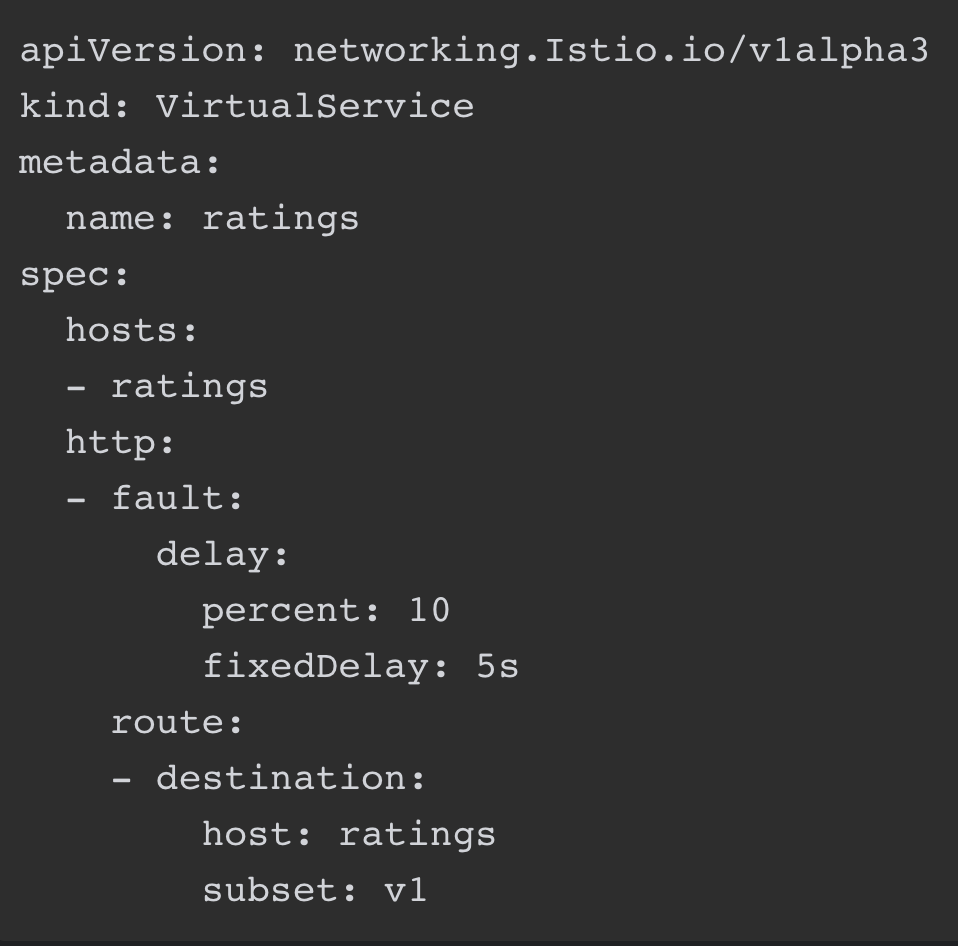 apiVersion: networking.Istio.io/v1alpha3
kind: VirtualService
metadata:
  name: ratings
spec:
  hosts:
  - ratings
  http:
  - fault:
      delay:
        percent: 10
        fixedDelay: 5s
    route:
    - destination:
        host: ratings
        subset: v1